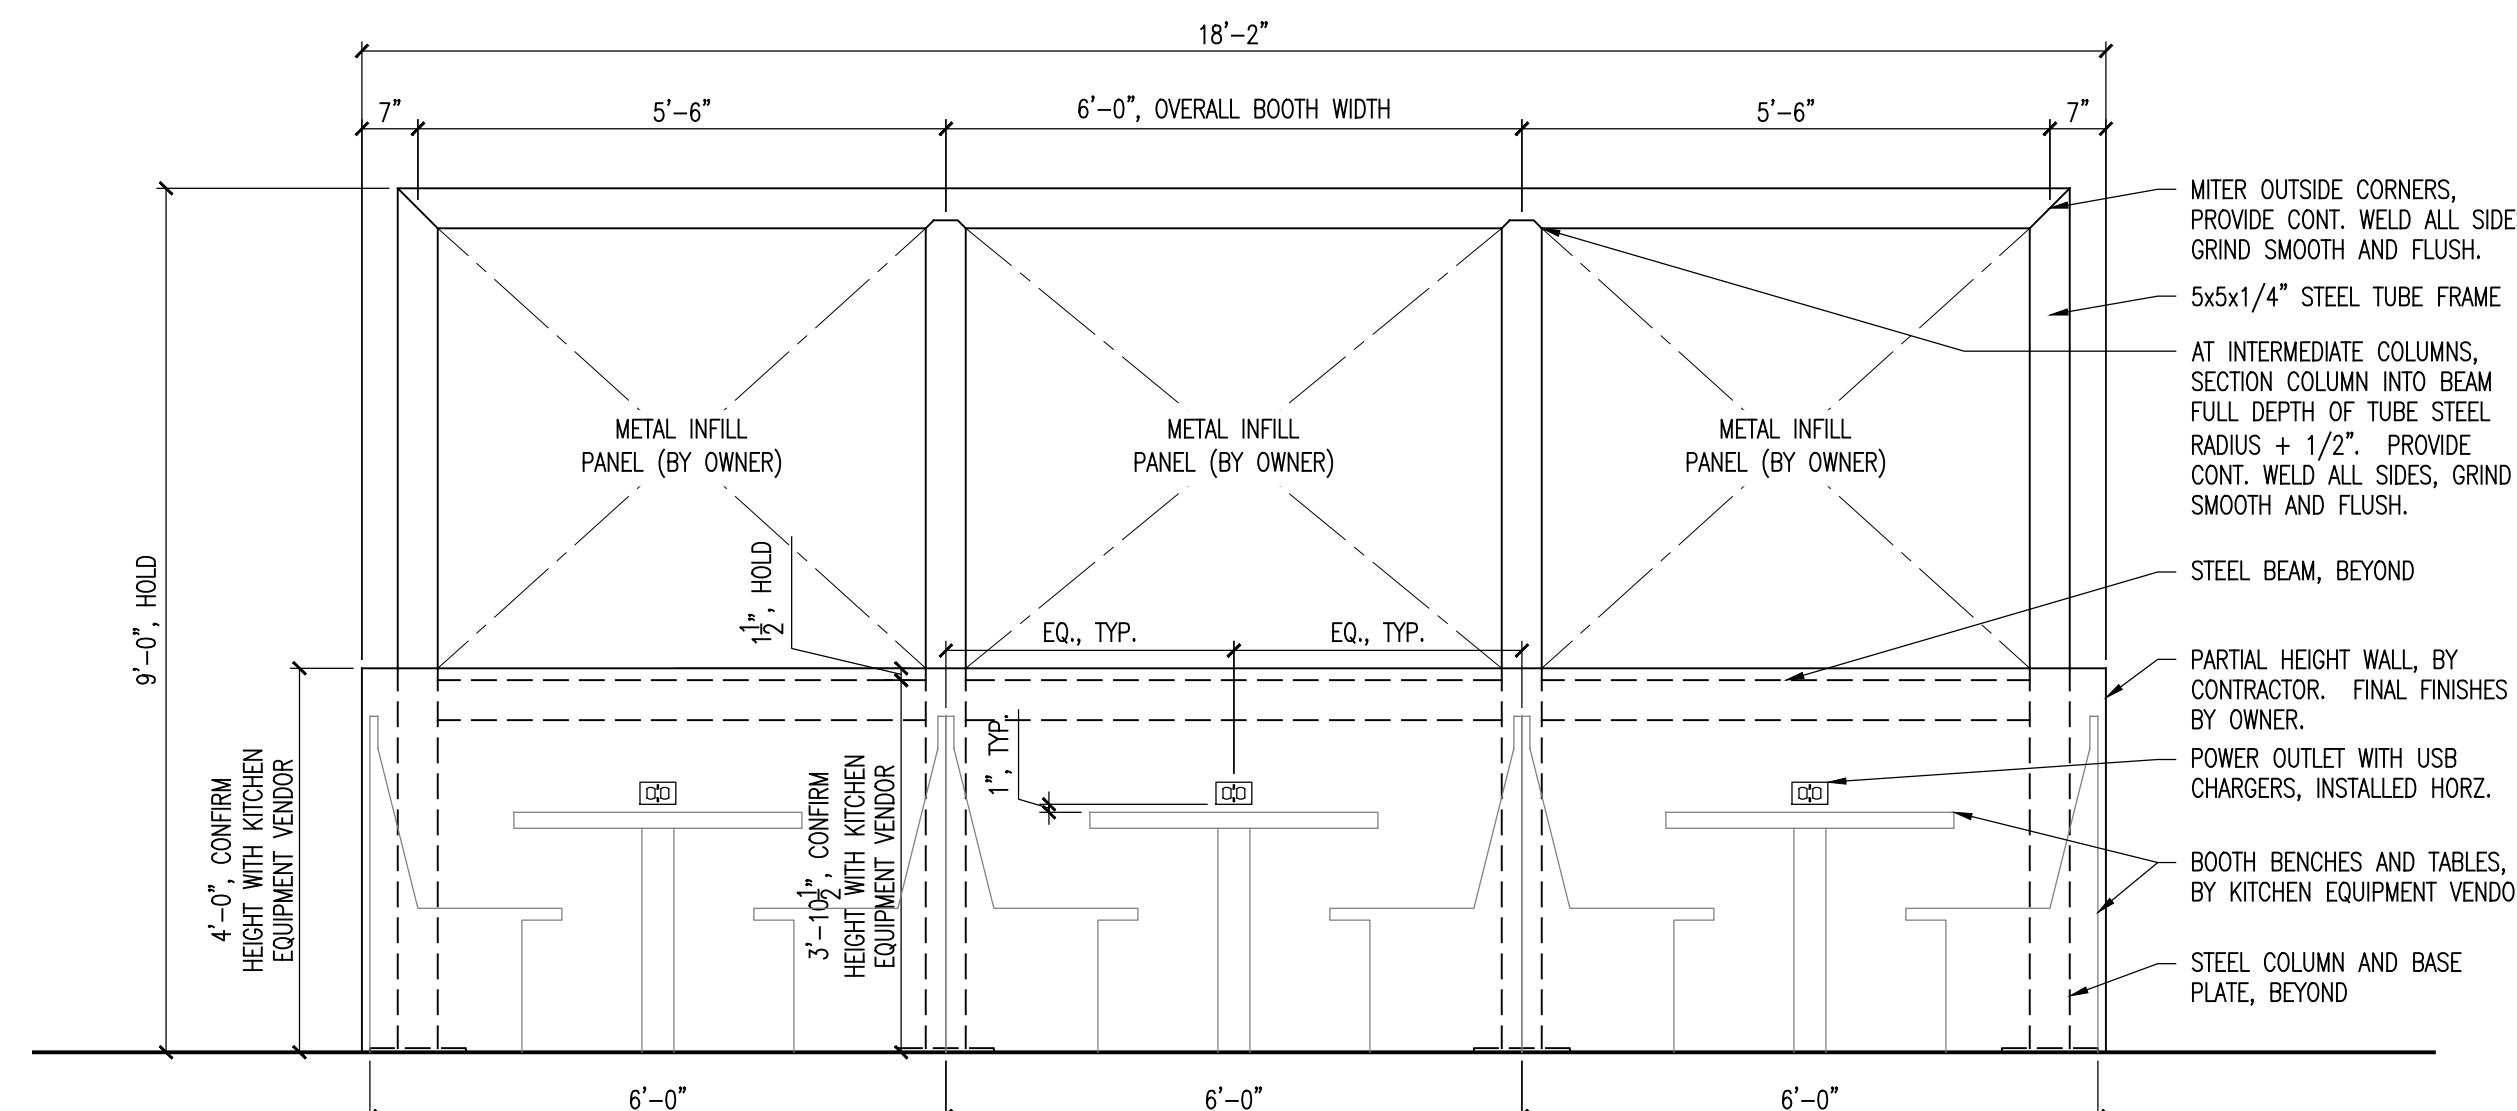 18'-2"
7"
5'-6"
6'-0", OVERALL BOOTH WIDTH
5'-6"
7"
MITER OUTSIDE CORNERS,
PROVIDE CONT. WELD ALL SIDE
GRIND SMOOTH AND FLUSH.
5x5x1/4" STEEL TUBE FRAME
AT INTERMEDIATE COLUMNS,
SECTION COLUMN INTO BEAM
FULL DEPTH OF TUBE STEEL
RADIUS + 1/2".  PROVIDE
CONT. WELD ALL SIDES, GRIND
SMOOTH AND FLUSH.
METAL INFILL
PANEL (BY OWNER)
METAL INFILL
PANEL (BY OWNER)
METAL INFILL
PANEL (BY OWNER)
9'-0", HOLD
1 1/2", HOLD
EQ., TYP.
EQ., TYP.
STEEL BEAM, BEYOND
PARTIAL HEIGHT WALL, BY
CONTRACTOR.  FINAL FINISHES
BY OWNER.
1", TYP.
4'-0", CONFIRM
HEIGHT WITH KITCHEN
EQUIPMENT VENDOR
3'-10 1/2", CONFIRM
HEIGHT WITH KITCHEN
EQUIPMENT VENDOR
POWER OUTLET WITH USB
CHARGERS, INSTALLED HORZ.
BOOTH BENCHES AND TABLES,
BY KITCHEN EQUIPMENT VENDO
STEEL COLUMN AND BASE
PLATE, BEYOND
6'-0"
6'-0"
6'-0"